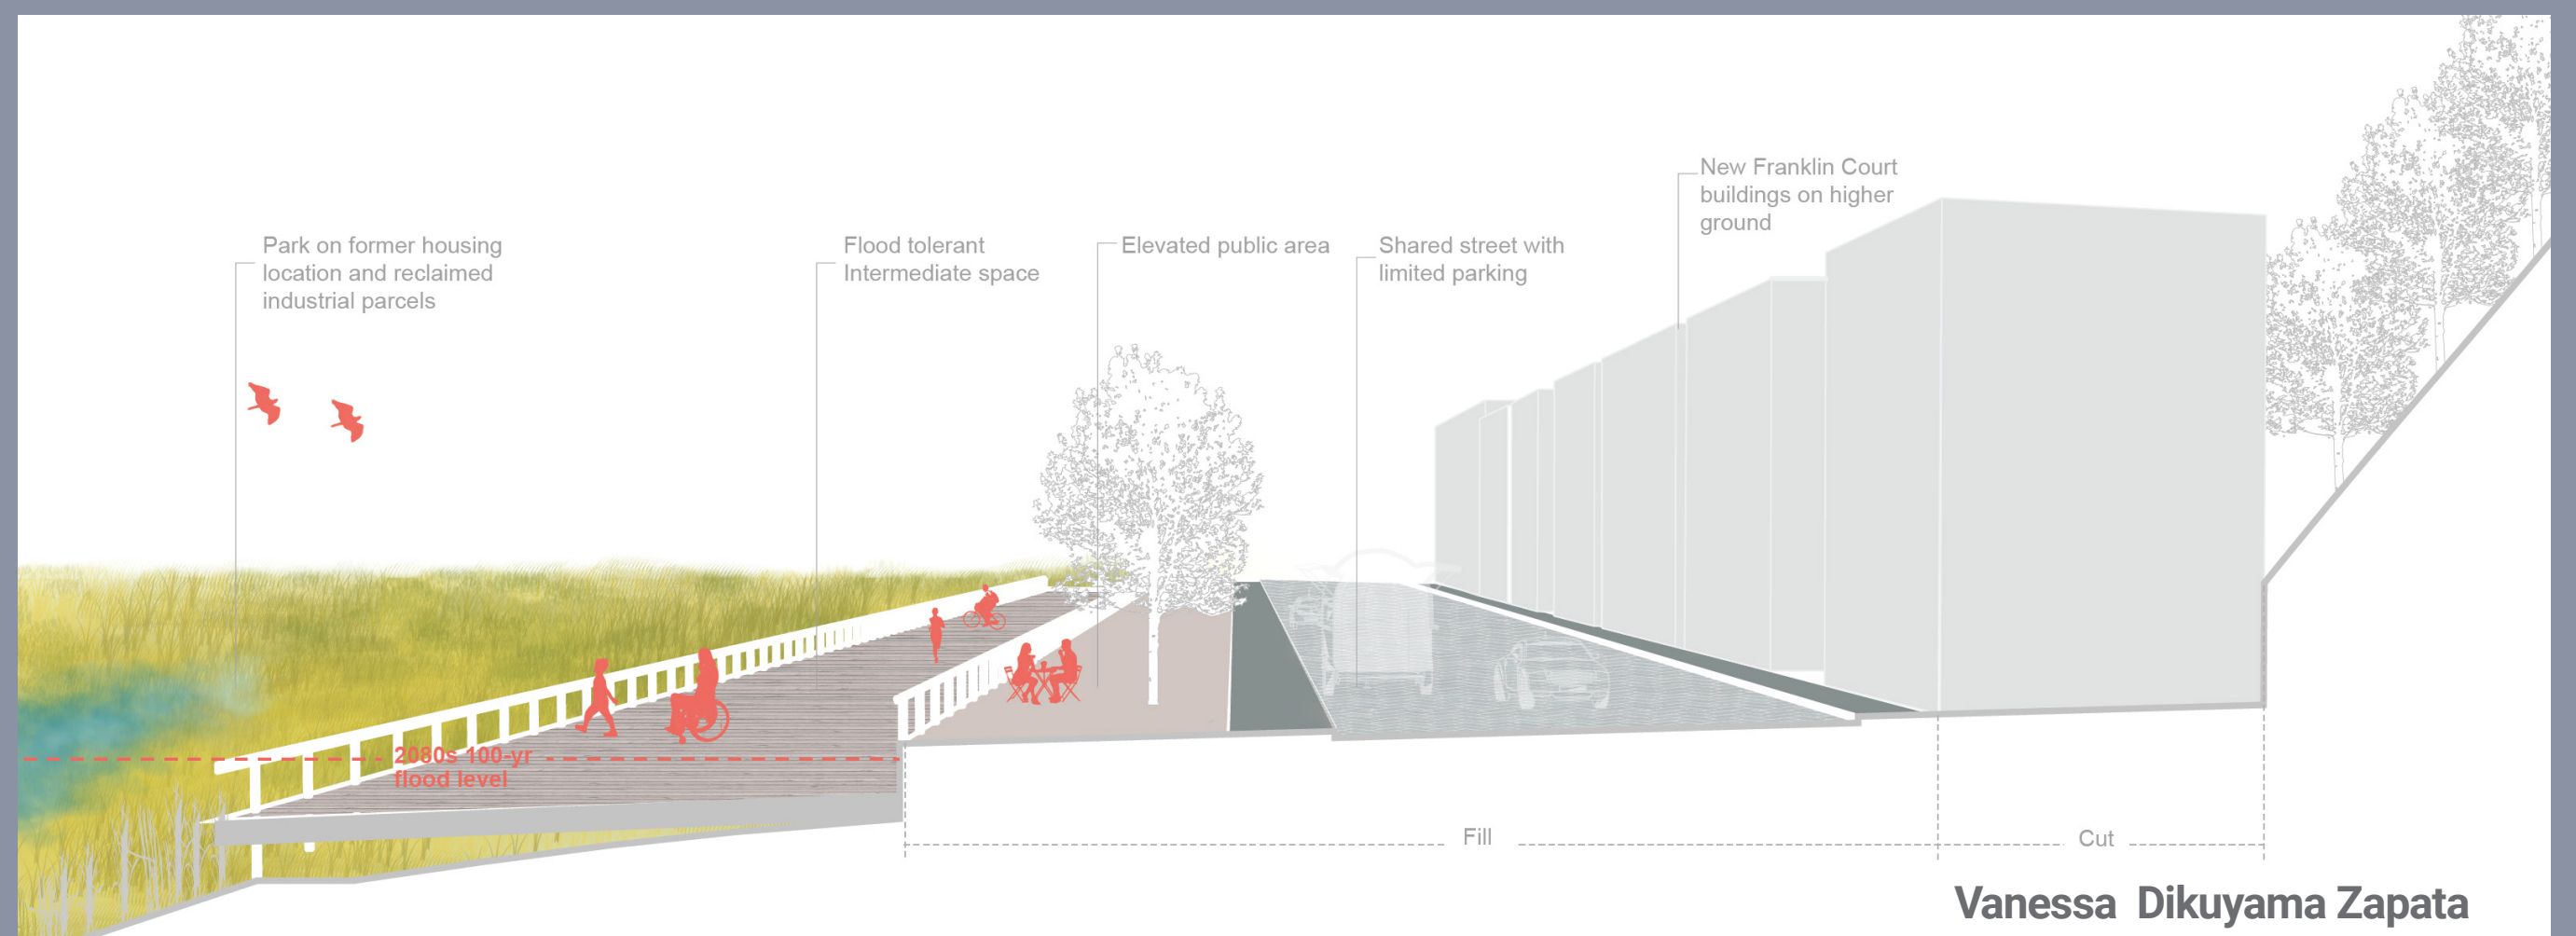 Park on former housing
location and reclaimed
industrial parcels
Flood tolerant
Intermediate space
Elevated public area
Shared street with
limited parking
New Franklin Court
buildings on higher
ground
2080s 100-yr
flood level
Fill
Cut
Vanessa Dikuyama Zapata